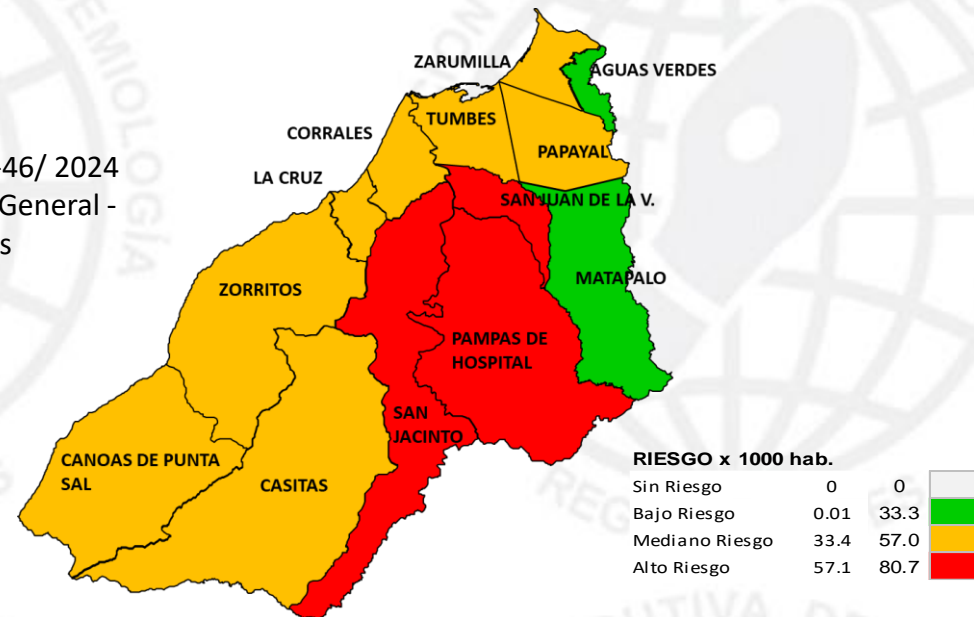 ZARUMILLA
AGUAS VERDES
CORRALES
TUMBES
PAPAYAL
-46/ 2024
General -
s
LA CRUZ
SAN JUAN DE LA V.
ZORRITOS
MATAPALO
PAMPAS DE
HOSPITAL
SAN
JACINTO
CANOAS DE PUNTA
SAL
CASITAS
RIESGO x 1000 hab.
Sin Riesgo 0 0
Bajo Riesgo 0.01 33.3
Mediano Riesgo 33.4 57.0
Alto Riesgo 57.1 80.7